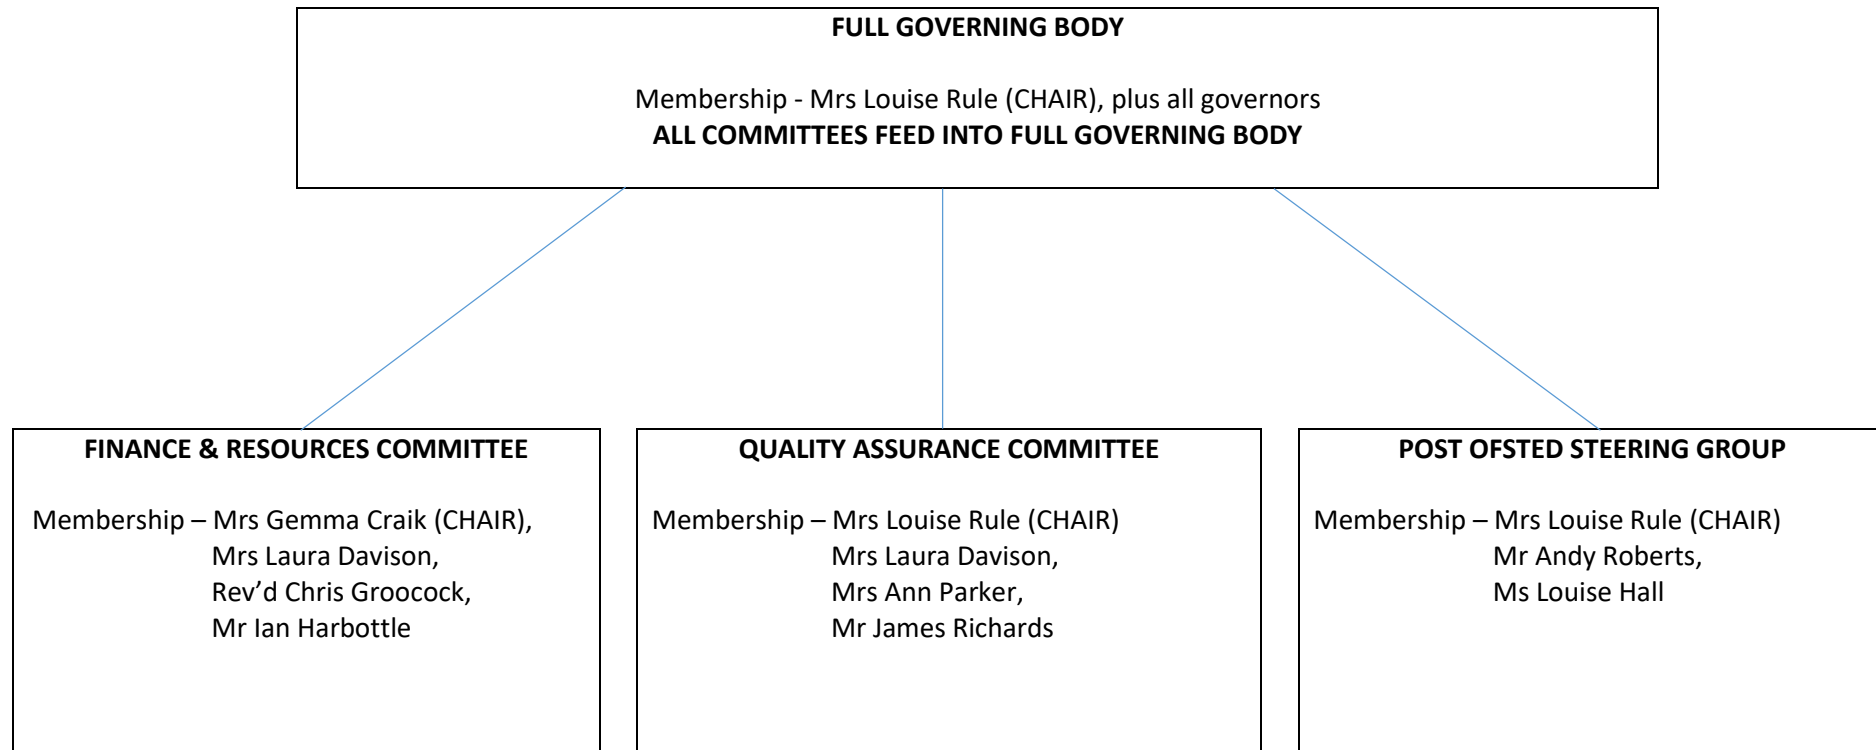 FULL GOVERNING BODY
Membership - Mrs Louise Rule (CHAIR), plus all governors
ALL COMMITTEES FEED INTO FULL GOVERNING BODY
FINANCE & RESOURCES COMMITTEE
Membership – Mrs Gemma Craik (CHAIR),
Mrs Laura Davison,
Rev’d Chris Groocock,
Mr Ian Harbottle
QUALITY ASSURANCE COMMITTEE
Membership – Mrs Louise Rule (CHAIR)
Mrs Laura Davison,
Mrs Ann Parker,
Mr James Richards
POST OFSTED STEERING GROUP
Membership – Mrs Louise Rule (CHAIR)
Mr Andy Roberts,
Ms Louise Hall